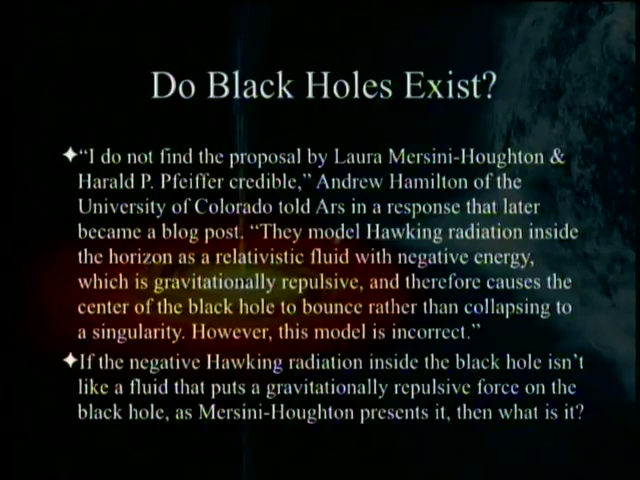 Do Black Holes Exist?
✦“I do not find the proposal by Laura Mersini-Houghton &
Harald P. Pfeiffer credible,” Andrew Hamilton of the
University of Colorado told Ars in a response that later
became a blog post. “They model Hawking radiation inside
the horizon as a relativistic fluid with negative energy,
which is gravitationally repulsive, and therefore causes the
center of the black hole to bounce rather than collapsing to
a singularity. However, this model is incorrect.”
✦If the negative Hawking radiation inside the black hole isn’t
like a fluid that puts a gravitationally repulsive force on the
black hole, as Mersini-Houghton presents it, then what is it?